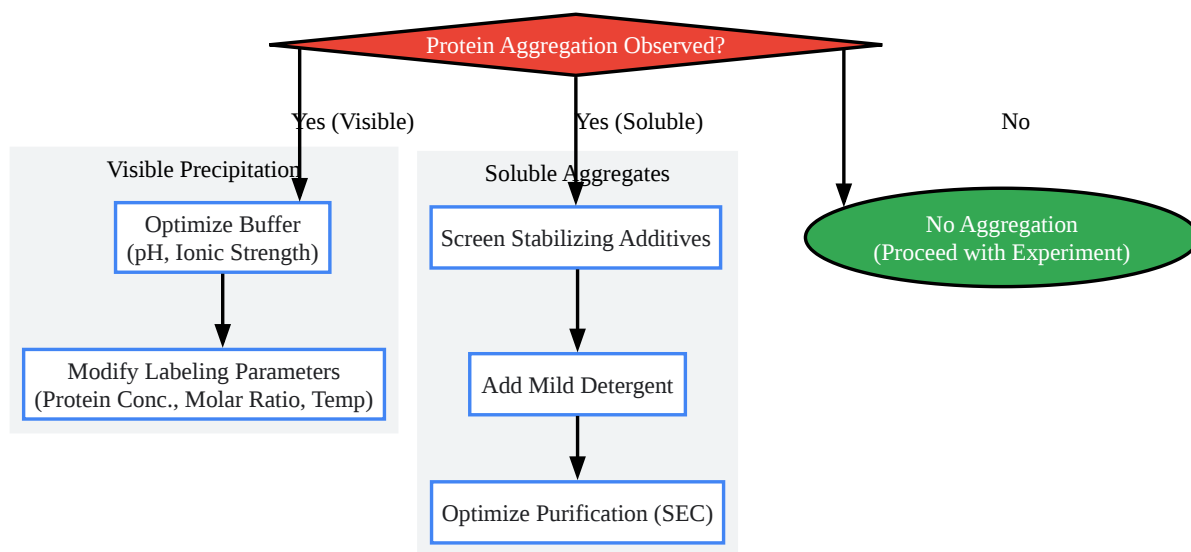 Protein Aggregation Observed?
Yes (Visible)
Yes (Soluble)
No
Visible Precipitation
Optimize Buffer
(pH, Ionic Strength)
Modify Labeling Parameters
(Protein Conc., Molar Ratio, Temp)
Soluble Aggregates
Screen Stabilizing Additives
Add Mild Detergent
Optimize Purification (SEC)
No Aggregation
(Proceed with Experiment)